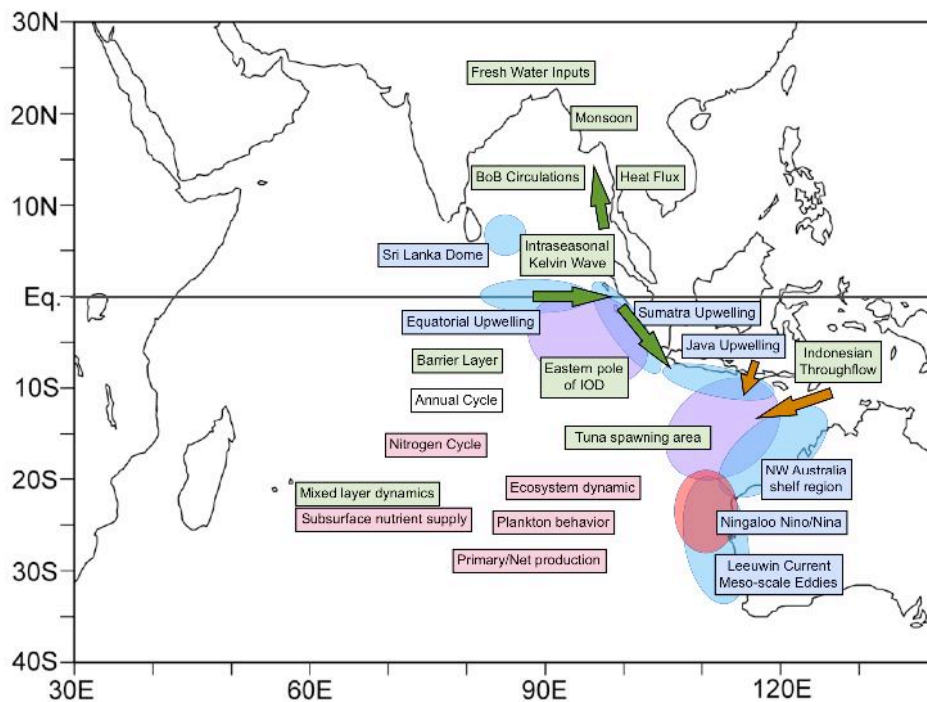 30N
Fresh Water Inputs
20N
Monsoon
BoB Circulations
Heat Flux
10N
Sri Lanka Dome
Intraseasonal
Kelvin Wave
Eq.
Equatorial Upwelling
Sumatra Upwelling
Java Upwelling
Barrier Layer
Eastern pole
of IOD
Indonesian
Throughflow
10S
Annual Cycle
Nitrogen Cycle
Tuna spawning area
20S
Mixed layer dynamics
Subsurface nutrient supply
Ecosystem dynamic
Plankton behavior
NW Australia
shelf region
Ningaloo Nino/Nina
Primary/Net production
Leeuwin Current
Meso-scale Eddies
30S
40S
30E
60E
90E
120E